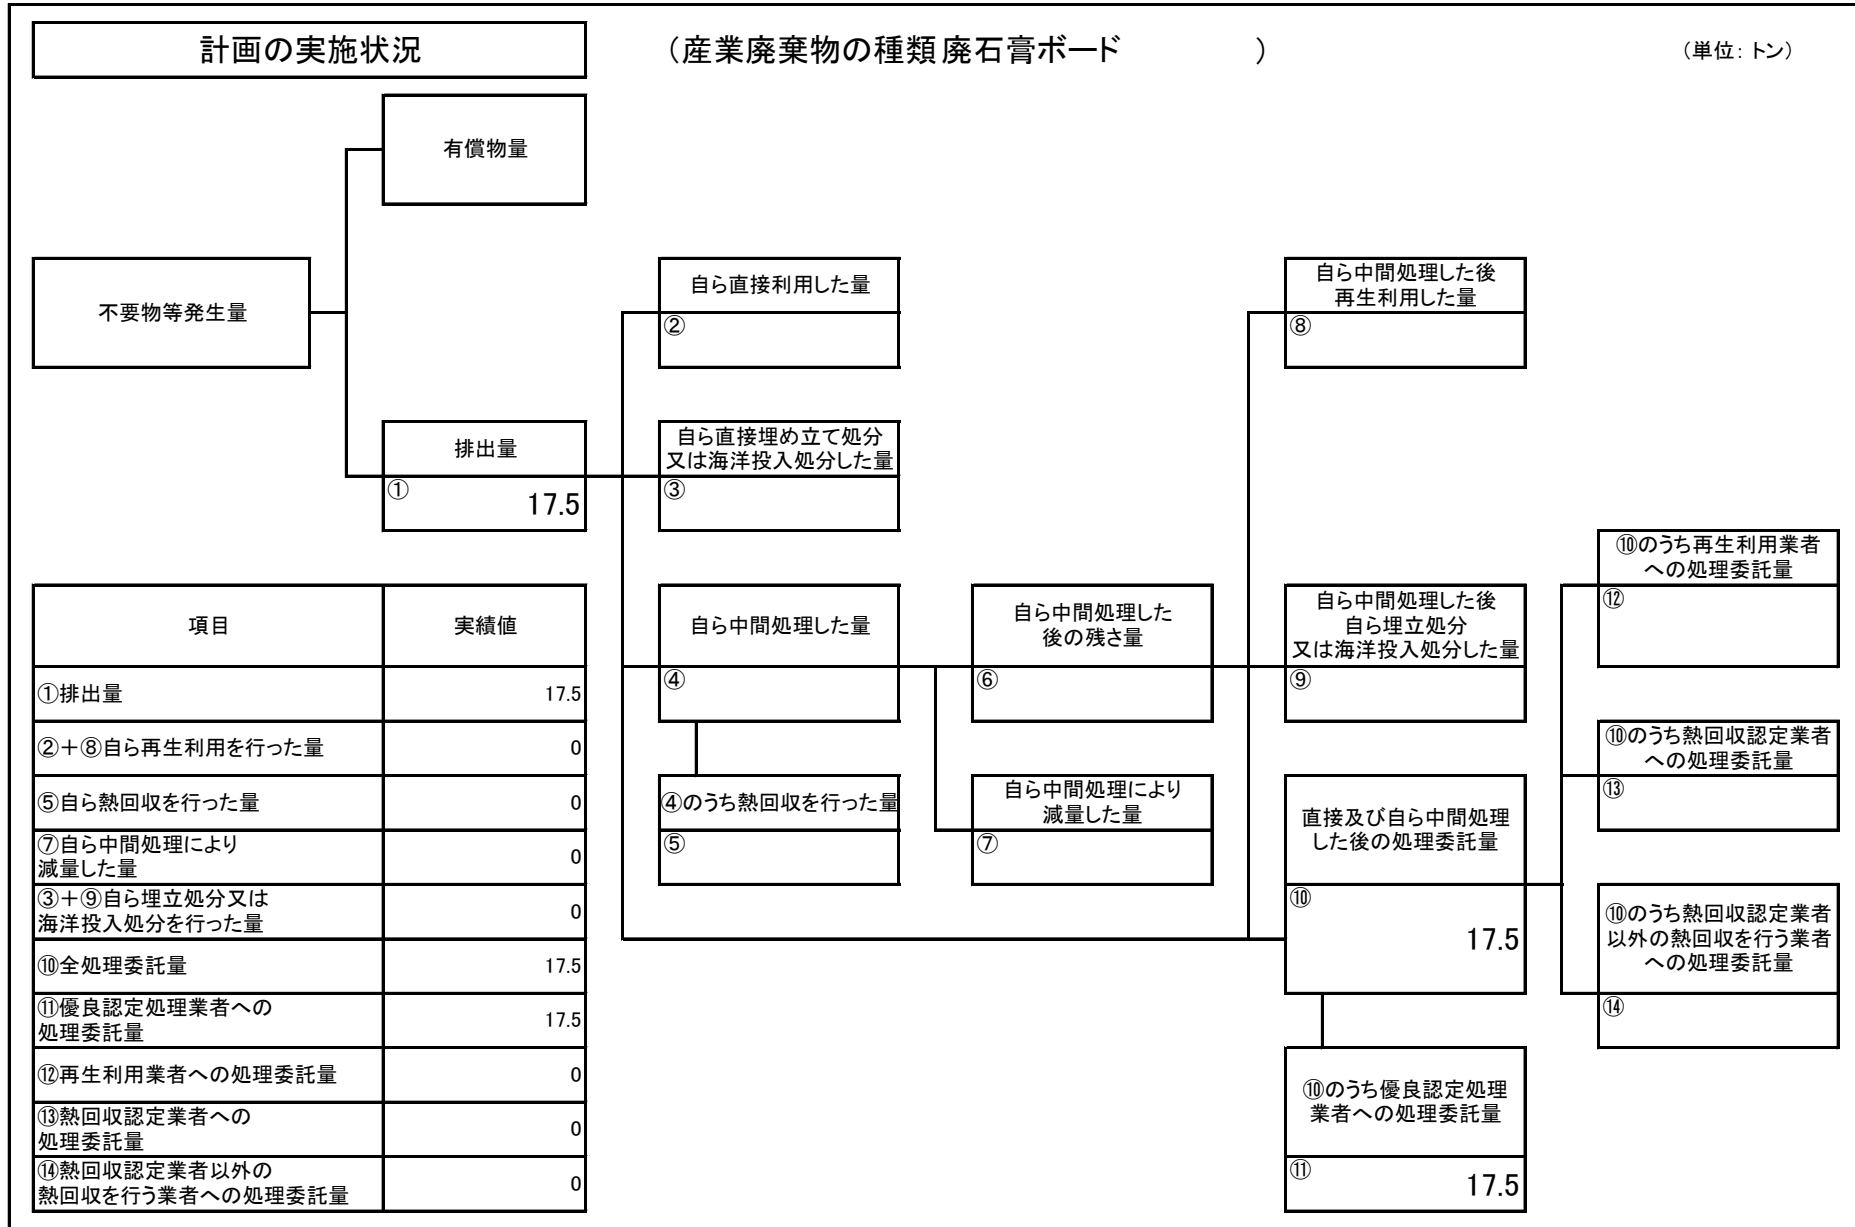 計画の実施状況
（産業廃棄物の種類 廃石膏ボード　　　　）
（単位：トン）
有償物量
不要物等発生量
自ら直接利用した量
②
自ら中間処理した後
再生利用した量
⑧
排出量
①
17.5
自ら直接埋め立て処分
又は海洋投入処分した量
③
⑩のうち再生利用業者
への処理委託量
⑫
自ら中間処理した量
④
自ら中間処理した
後の残さ量
⑥
自ら中間処理した後
自ら埋立処分
又は海洋投入処分した量
⑨
⑩のうち熱回収認定業者
への処理委託量
⑬
④のうち熱回収を行った量
⑤
自ら中間処理により
減量した量
⑦
直接及び自ら中間処理
した後の処理委託量
⑩
17.5
⑩のうち熱回収認定業者
以外の熱回収を行う業者
への処理委託量
⑭
⑩のうち優良認定処理
業者への処理委託量
⑪
17.5
項目 実績値
①排出量 17.5
②＋⑧自ら再生利用を行った量 0
⑤自ら熱回収を行った量 0
⑦自ら中間処理により
減量した量 0
③＋⑨自ら埋立処分又は
海洋投入処分を行った量 0
⑩全処理委託量 17.5
⑪優良認定処理業者への
処理委託量 17.5
⑫再生利用業者への処理委託量 0
⑬熱回収認定業者への
処理委託量 0
⑭熱回収認定業者以外の
熱回収を行う業者への処理委託量 0